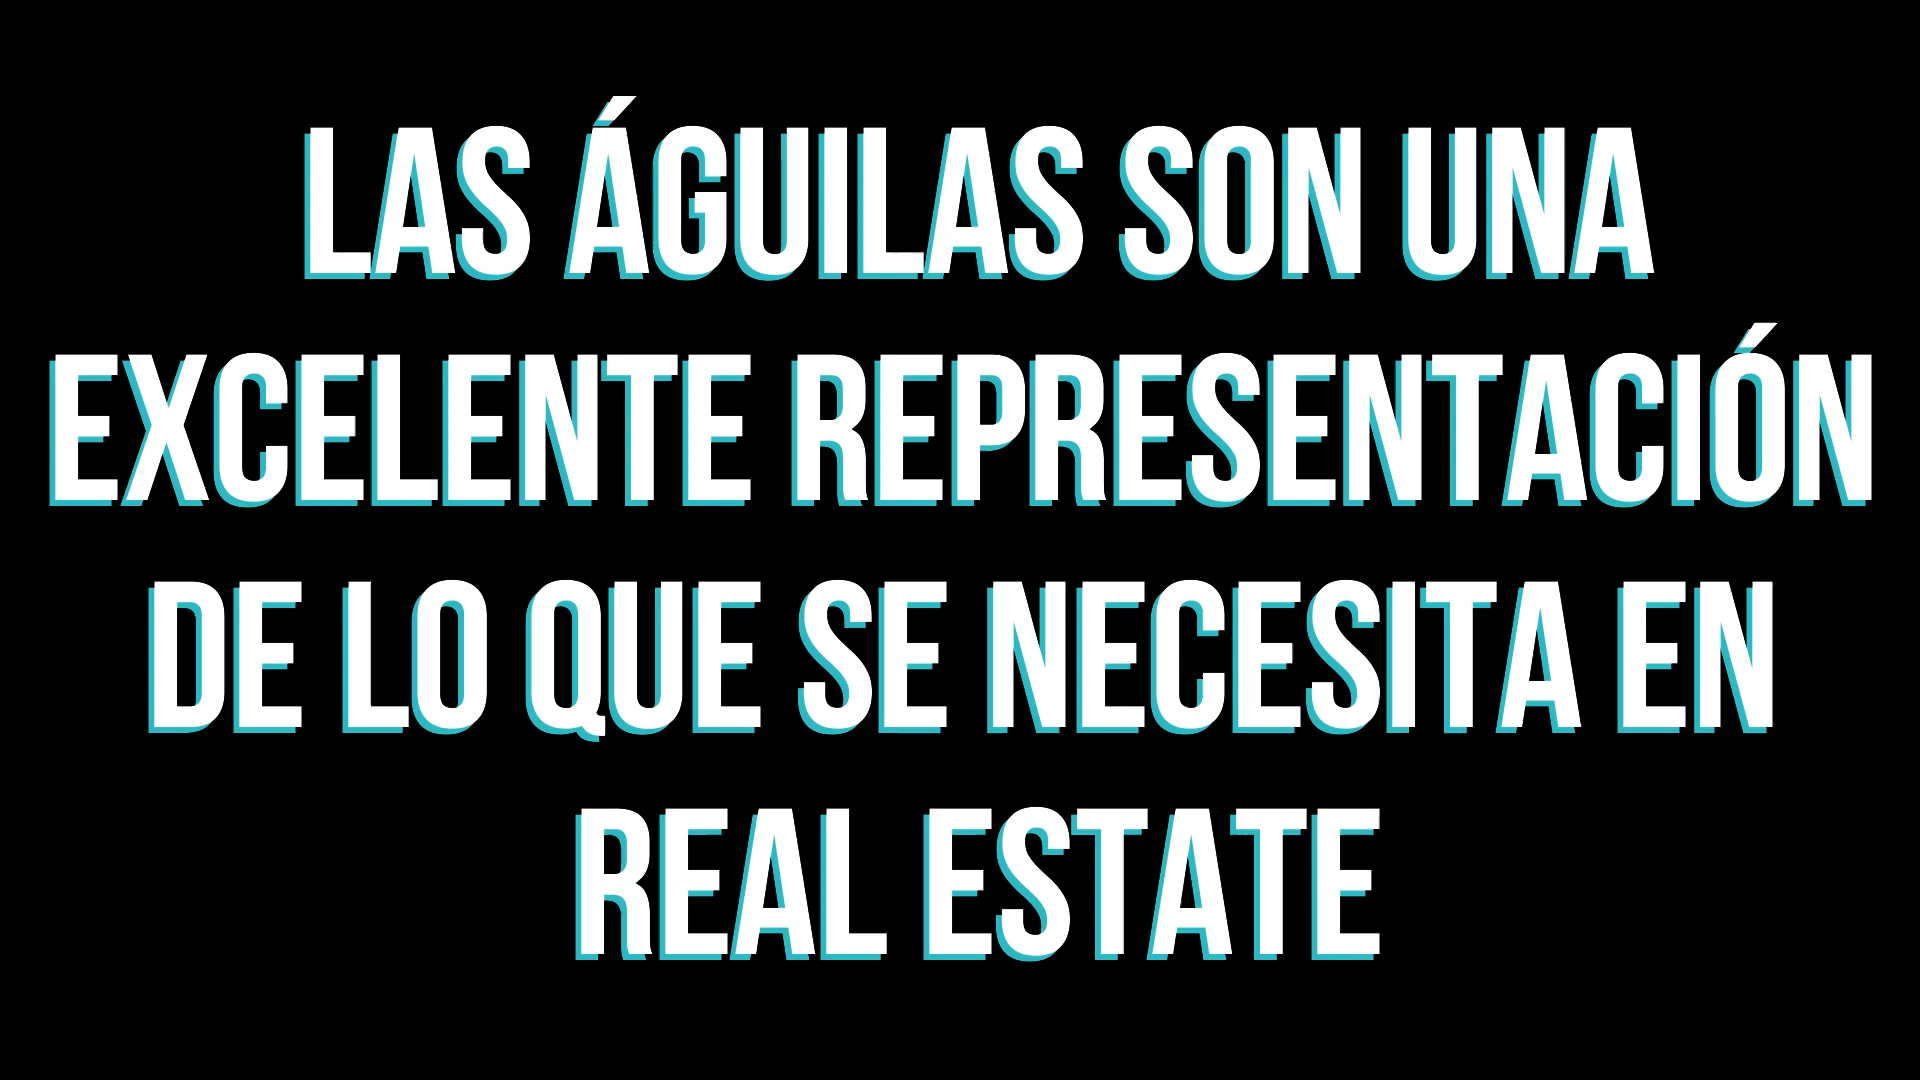 LAS ÁGUILAS SON UNA
EXCELENTE REPRESENTACIÓN
DE LO QUE SE NECESITA EN
REAL ESTATE